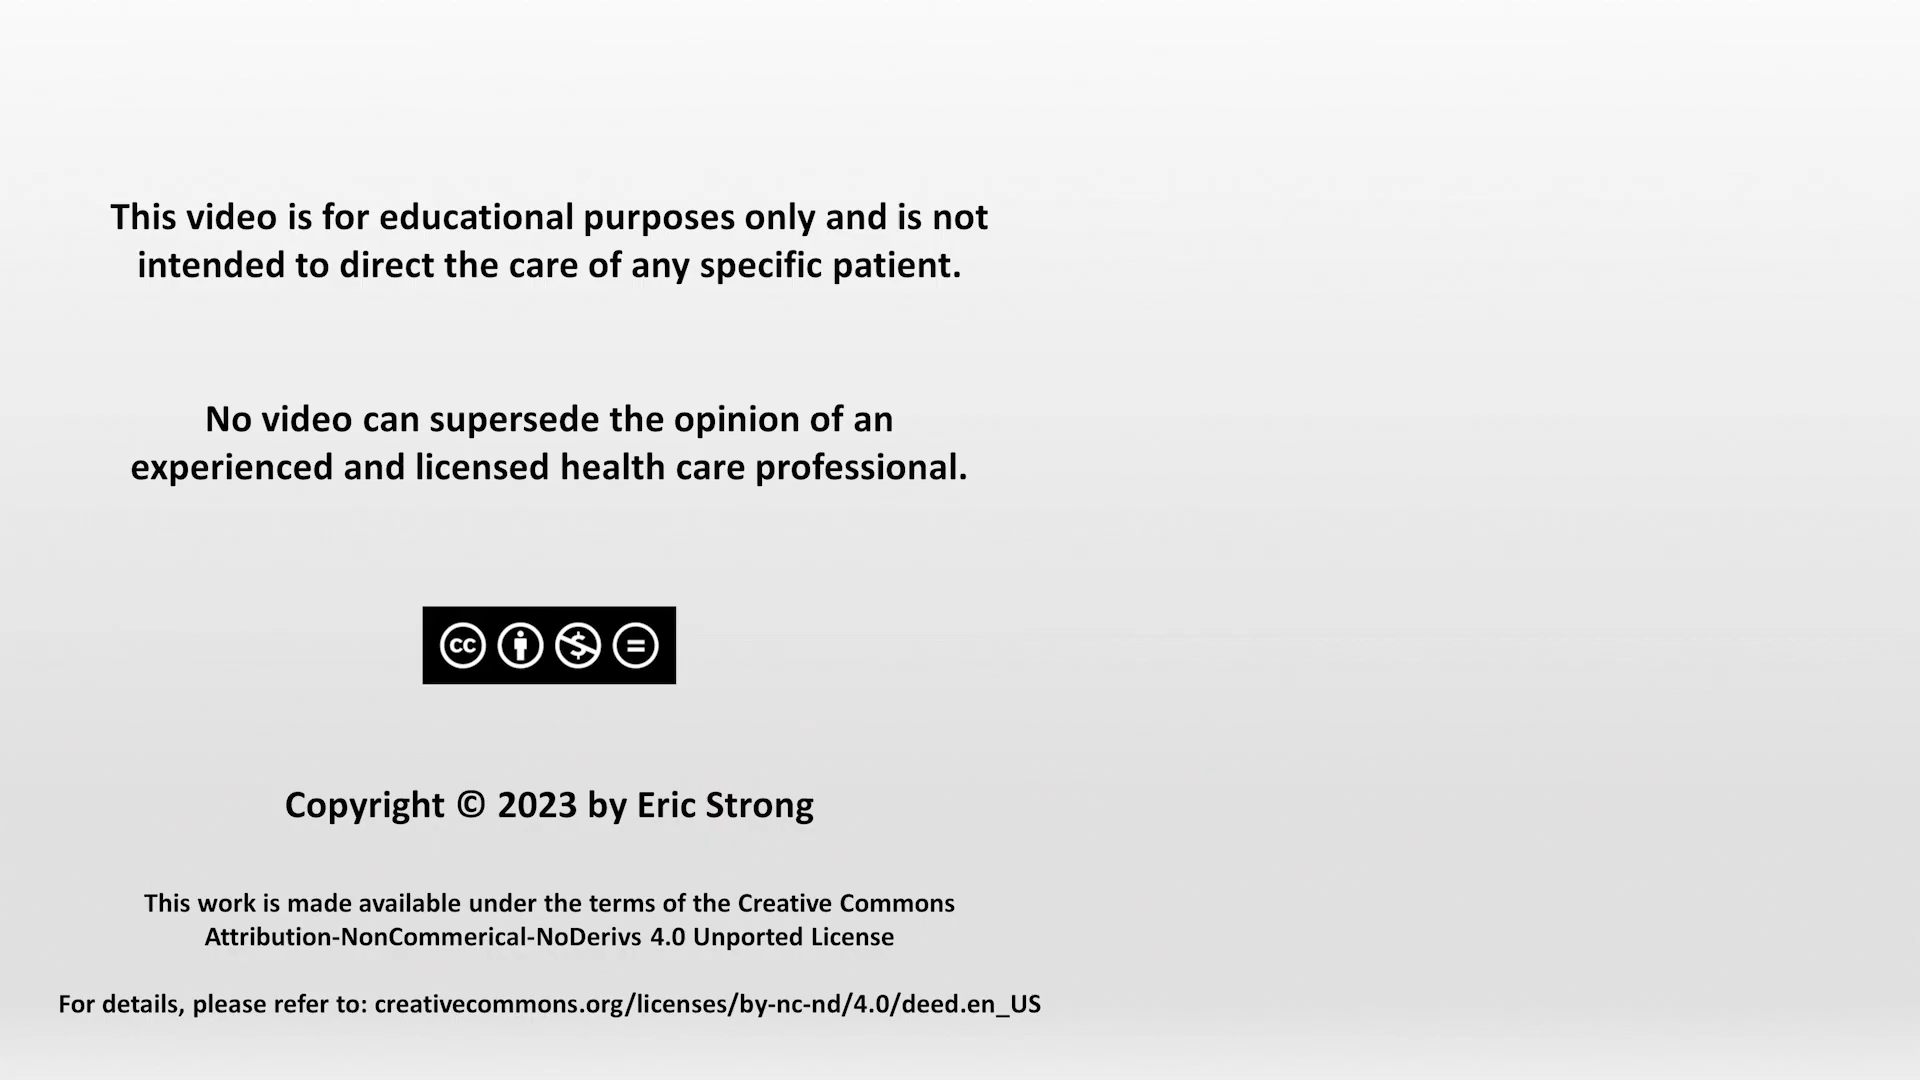 This video is for educational purposes only and is not
intended to direct the care of any specific patient.
No video can supersede the opinion of an
experienced and licensed health care professional.
cc $ =
Copyright © 2023 by Eric Strong
This work is made available under the terms of the Creative Commons
Attribution-NonCommerical-NoDerivs 4.0 Unported License
For details, please refer to: creativecommons.org/licenses/by-nc-nd/4.0/deed.en_US